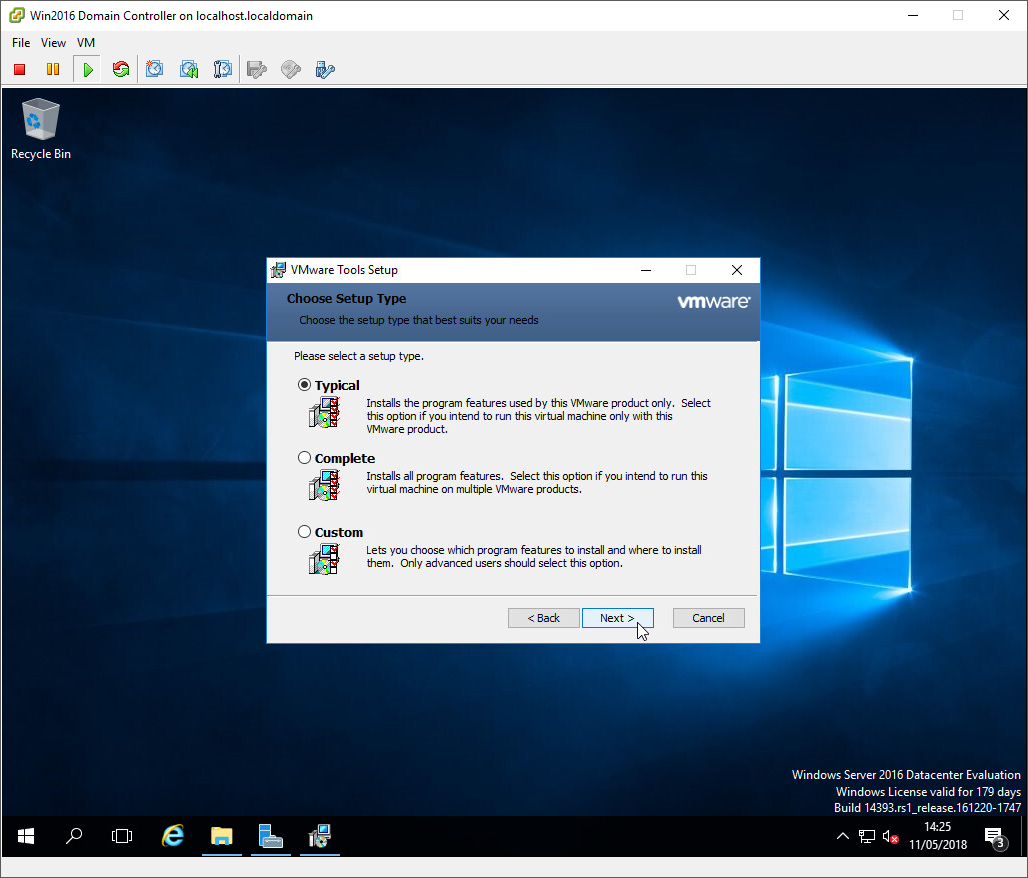 Win2016 Domain Controller on localhost.localdomain
File View VM
Recycle Bin
VMware Tools Setup
Choose Setup Type
Choose the setup type that best suits your needs
vmware®
Please select a setup type.
Typical
Installs the program features used by this VMware product only. Select
this option if you intend to run this virtual machine only with this
VMware product.
Complete
Installs all program features. Select this option if you intend to run this
virtual machine on multiple VMware products.
Custom
Lets you choose which program features to install and where to install
them. Only advanced users should select this option.
< Back Next > Cancel
Windows Server 2016 Datacenter Evaluation
Windows License valid for 179 days
Build 14393.rs1_release.161220-1747
14:25
11/05/2018
3